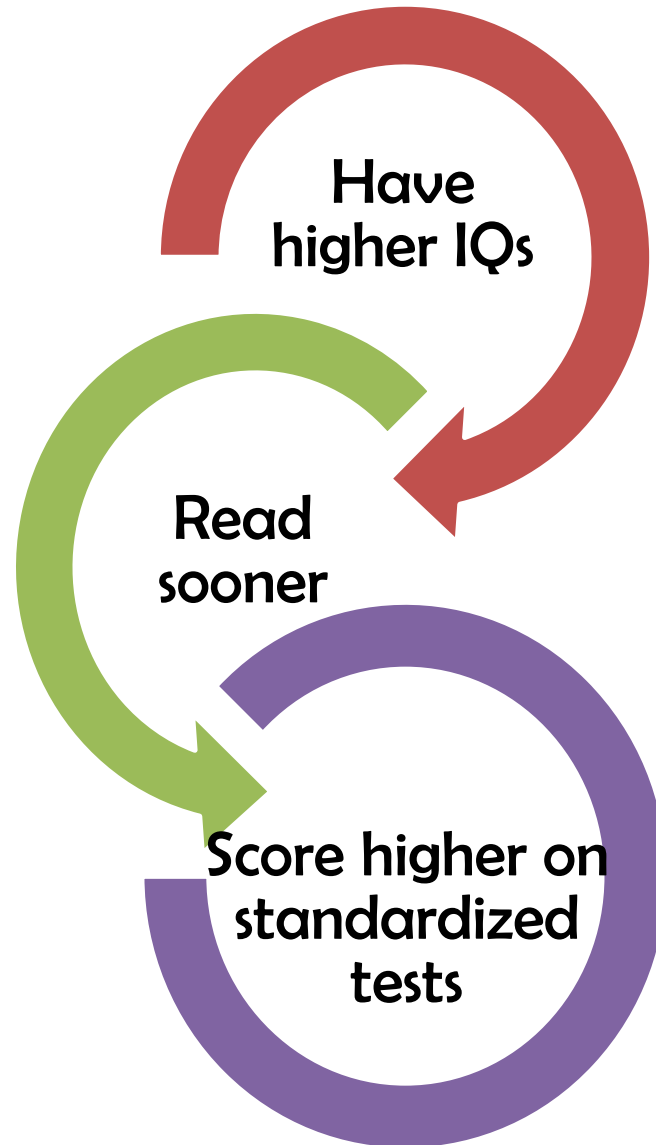 Have
higher IQs
Read
sooner
Score higher on
standardized
tests